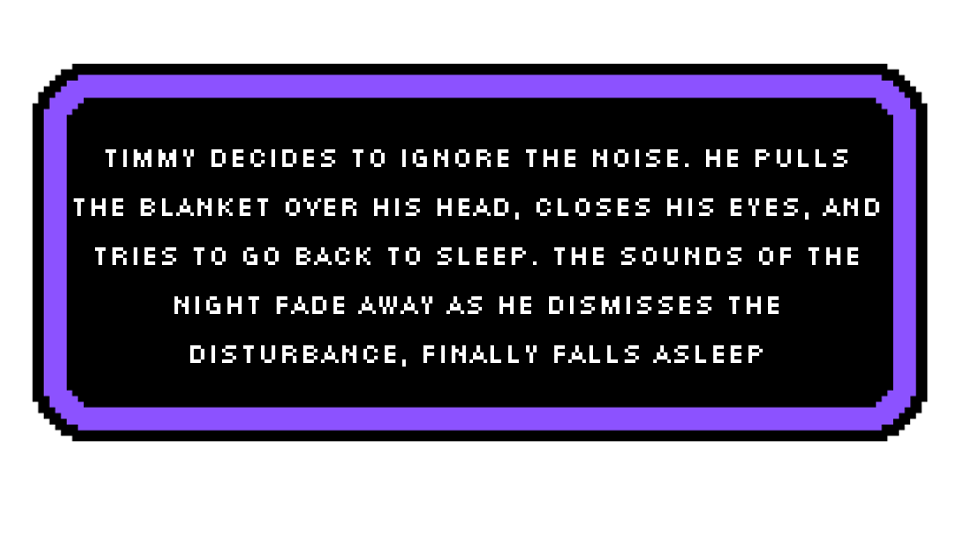 TIMMY DECIDES TO IGNORE THE NOISE. HE PULLS
THE BLANKET OVER HIS HEAD, CLOSES HIS EYES, AND
TRIES TO GO BACK TO SLEEP. THE SOUNDS OF THE
NIGHT FADE AWAY AS HE DISMISSES THE
DISTURBANCE, FINALLY FALLS ASLEEP